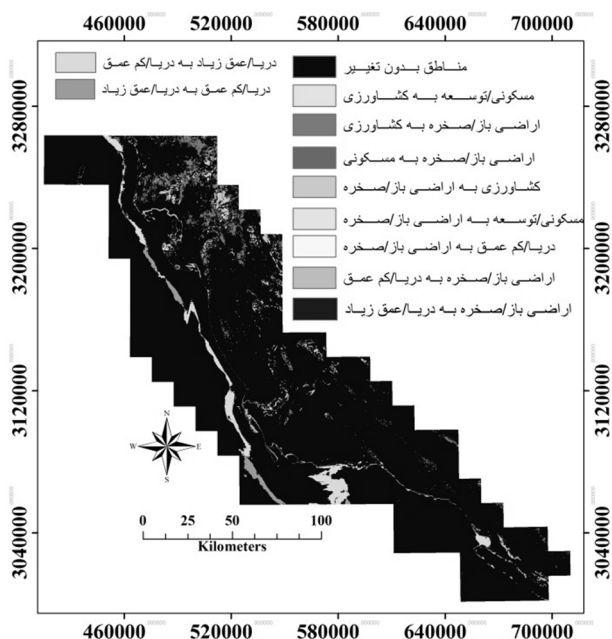 460000 520000 580000 640000 700000
دریا/عمق زیاد به دریا/کم عمق
دریا/کم عمق به دریا/عمق زیاد
مناطق بدون تغییر
مسکونی/توسعه به کشاورزی
اراضی باز/صخره به کشاورزی
اراضی باز/صخره به مسکونی
کشاورزی به اراضی باز/صخره
مسکونی/توسعه به اراضی باز/صخره
دریا/کم عمق به اراضی باز/صخره
اراضی باز/صخره به دریا/کم عمق
اراضی باز/صخره به دریا/عمق زیاد
3280000
3200000
3120000
3040000
3280000
3200000
3120000
3040000
N
W E
S
0 25 50 100
Kilometers
460000 520000 580000 640000 700000